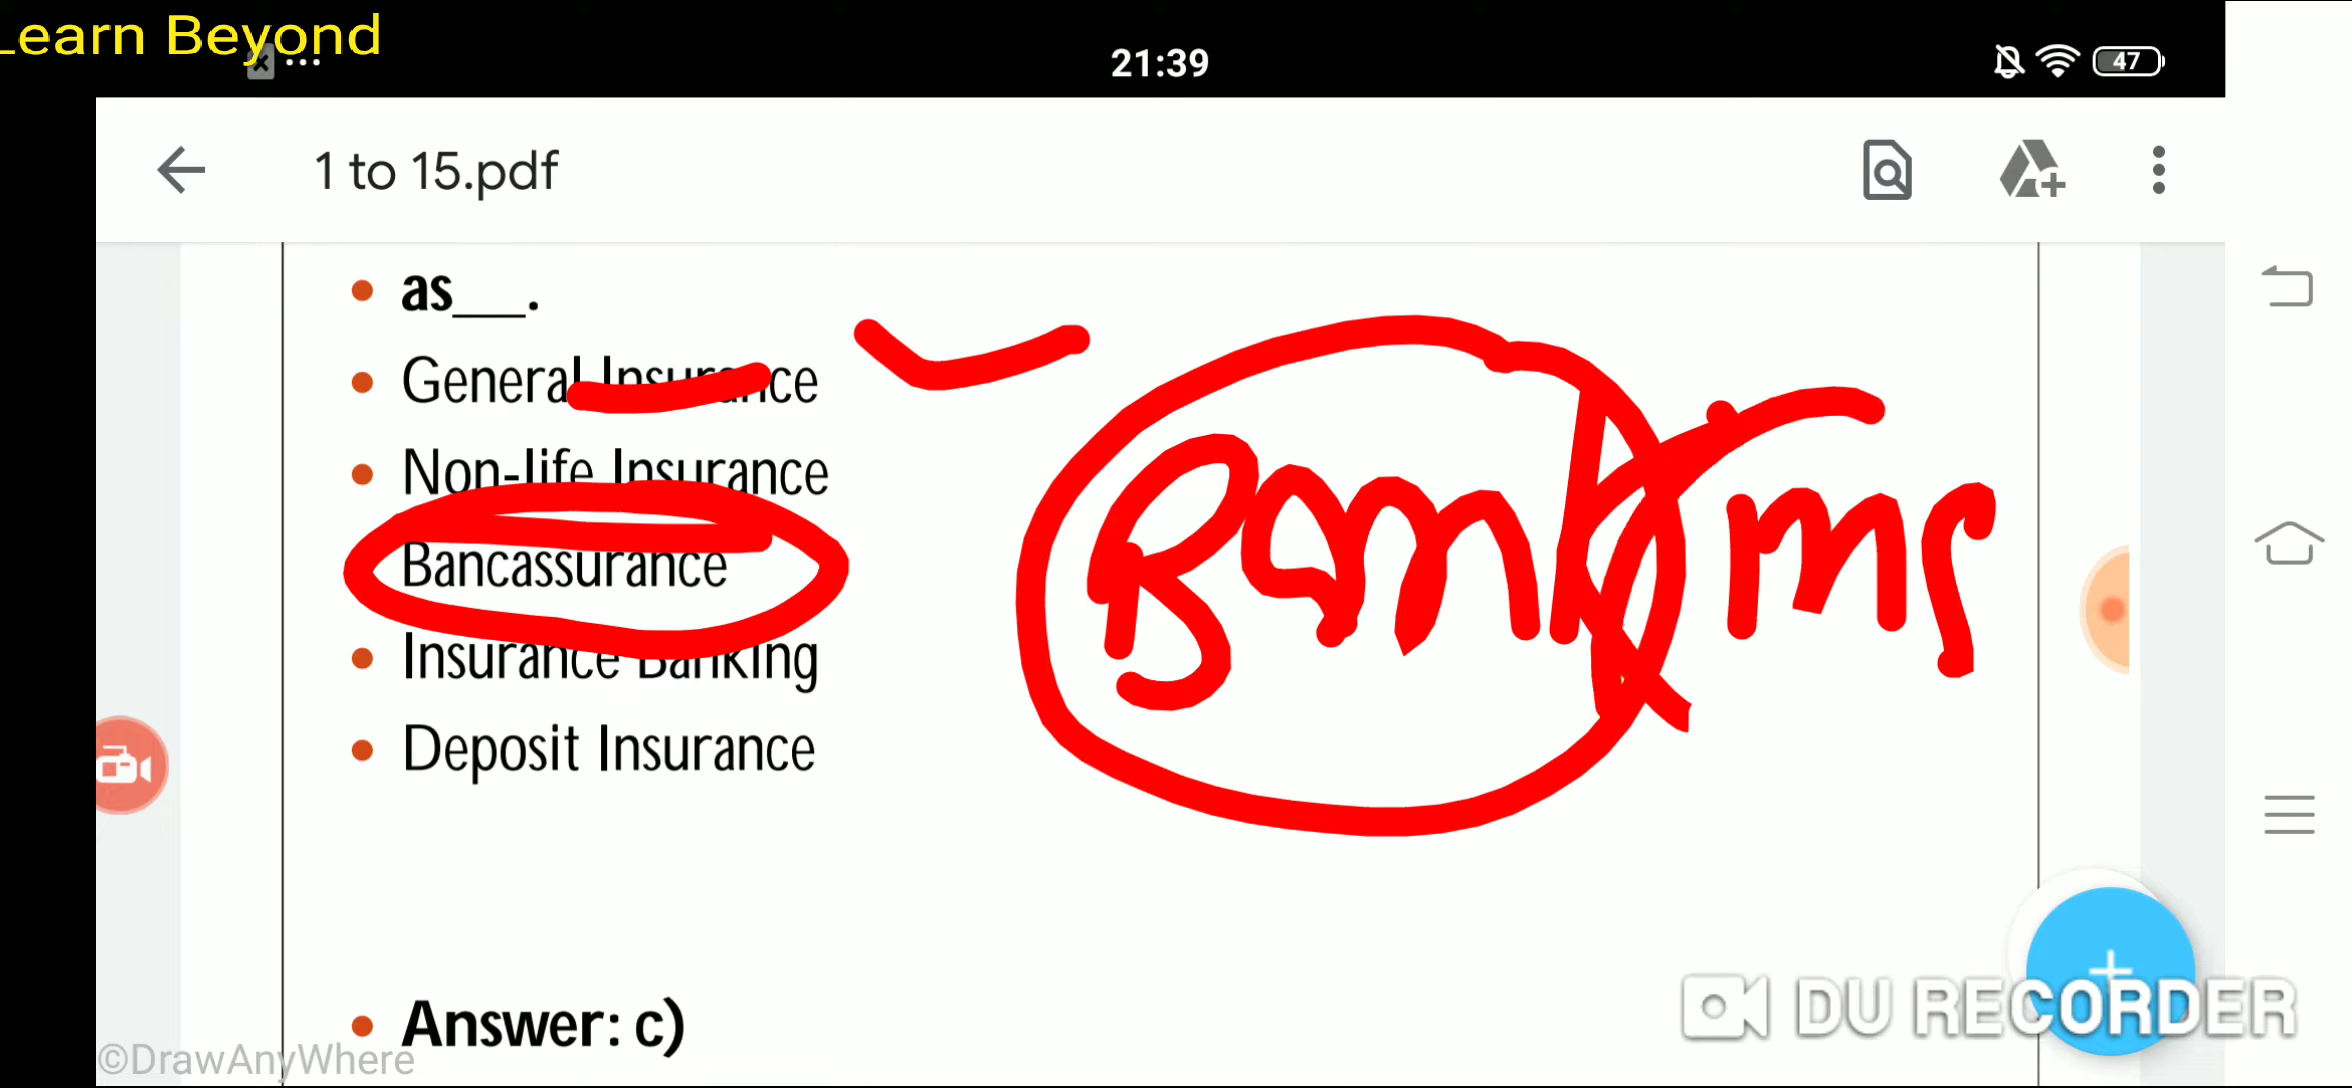 Learn Beyond
21:39
47
1 to 15.pdf
as___.
General Insurance
Non-life Insurance
Bancassurance
Insurance Banking
Deposit Insurance
Answer: c)
DU RECORDER
©DrawAnyWhere